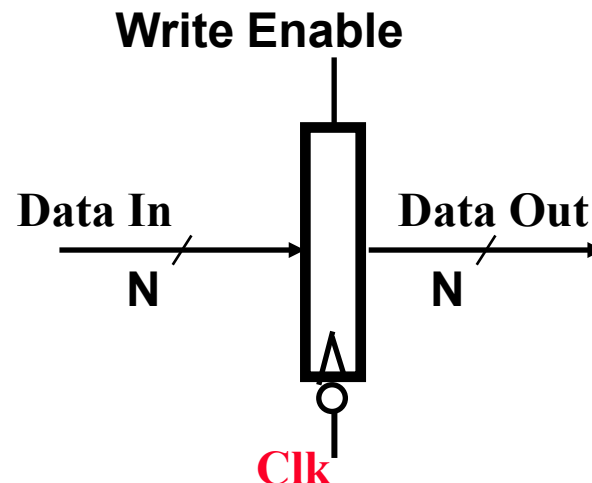 Write Enable
Data In
Data Out
N
N
Clk